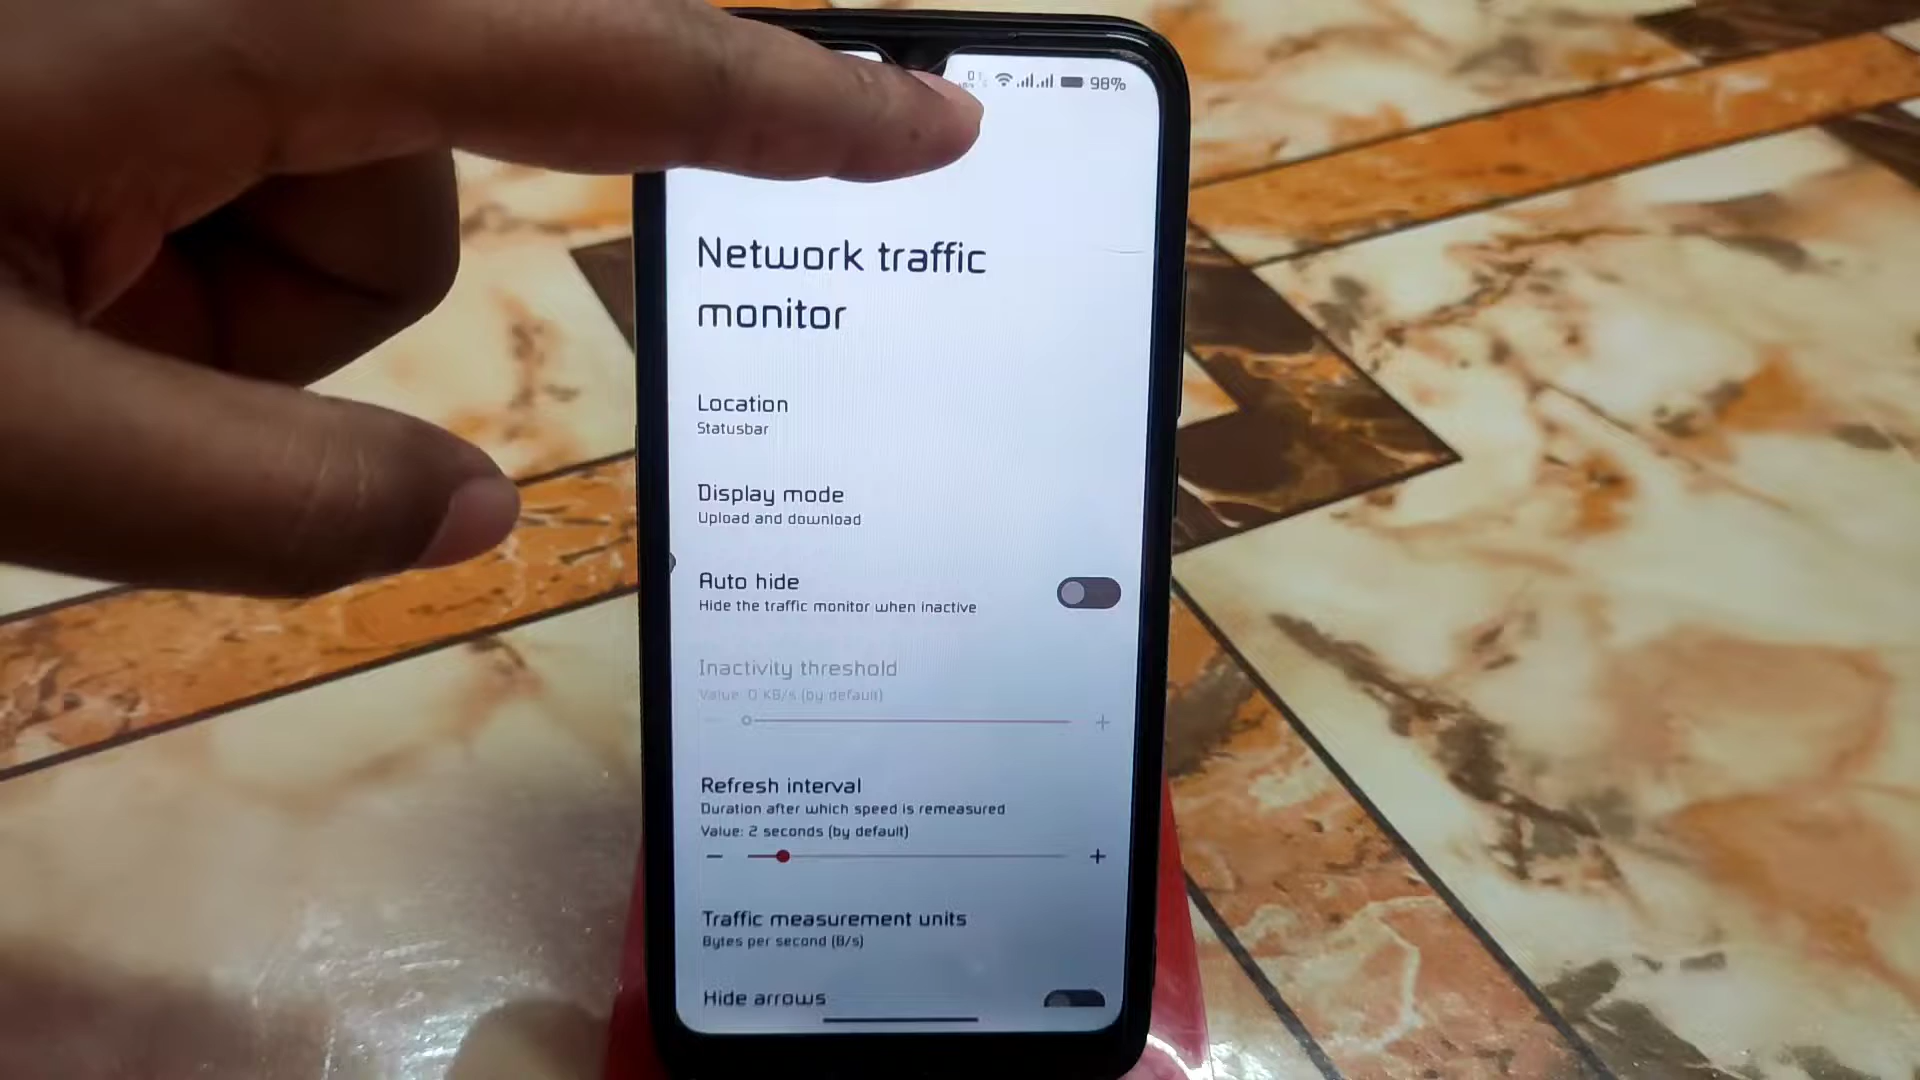 0
98%
Network traffic
monitor
Location
Statusbar
Display mode
Upload and download
Auto hide
Hide the traffic monitor when inactive
Inactivity threshold
Value: 0 KB/s (by default)
Refresh interval
Duration after which speed is remeasured
Value: 2 seconds (by default)
Traffic measurement units
Bytes per second (B/s)
Hide arrows